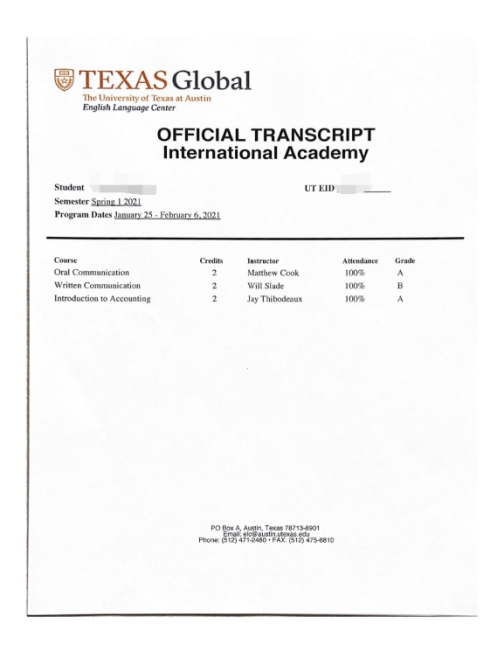 TEXAS Global
The University of Texas at Austin
English Language Center
OFFICIAL TRANSCRIPT
International Academy
Student UT EID
Semester Spring 1 2021
Program Dates January 25 - February 6, 2021
Course Credits Instructor Attendance Grade
Oral Communication 2 Matthew Cook 100% A
Written Communication 2 Will Slade 100% B
Introduction to Accounting 2 Jay Thibodeaux 100% A
PO Box A, Austin, Texas 78713-8901
Email: elc@austin.utexas.edu
Phone: (512) 471-2480 • FAX: (512) 475-6810